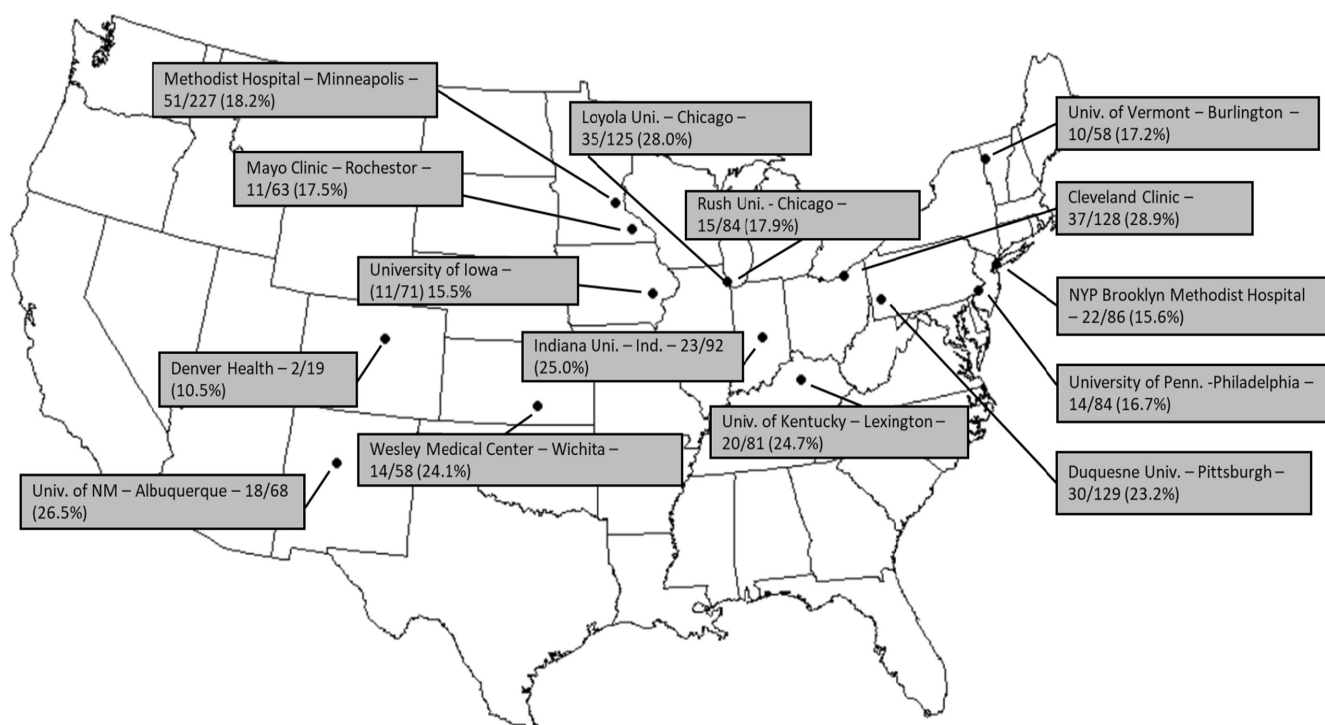 Methodist Hospital – Minneapolis –
51/227 (18.2%)
Loyola Uni. – Chicago –
35/125 (28.0%)
Univ. of Vermont – Burlington –
10/58 (17.2%)
Mayo Clinic – Rochestor –
11/63 (17.5%)
Rush Uni. - Chicago –
15/84 (17.9%)
Cleveland Clinic –
37/128 (28.9%)
University of Iowa –
(11/71) 15.5%
NYP Brooklyn Methodist Hospital
– 22/86 (15.6%)
Indiana Uni. – Ind. – 23/92
(25.0%)
Denver Health – 2/19
(10.5%)
University of Penn. -Philadelphia –
14/84 (16.7%)
Univ. of Kentucky – Lexington –
20/81 (24.7%)
Wesley Medical Center – Wichita –
14/58 (24.1%)
Duquesne Univ. – Pittsburgh –
30/129 (23.2%)
Univ. of NM – Albuquerque – 18/68
(26.5%)